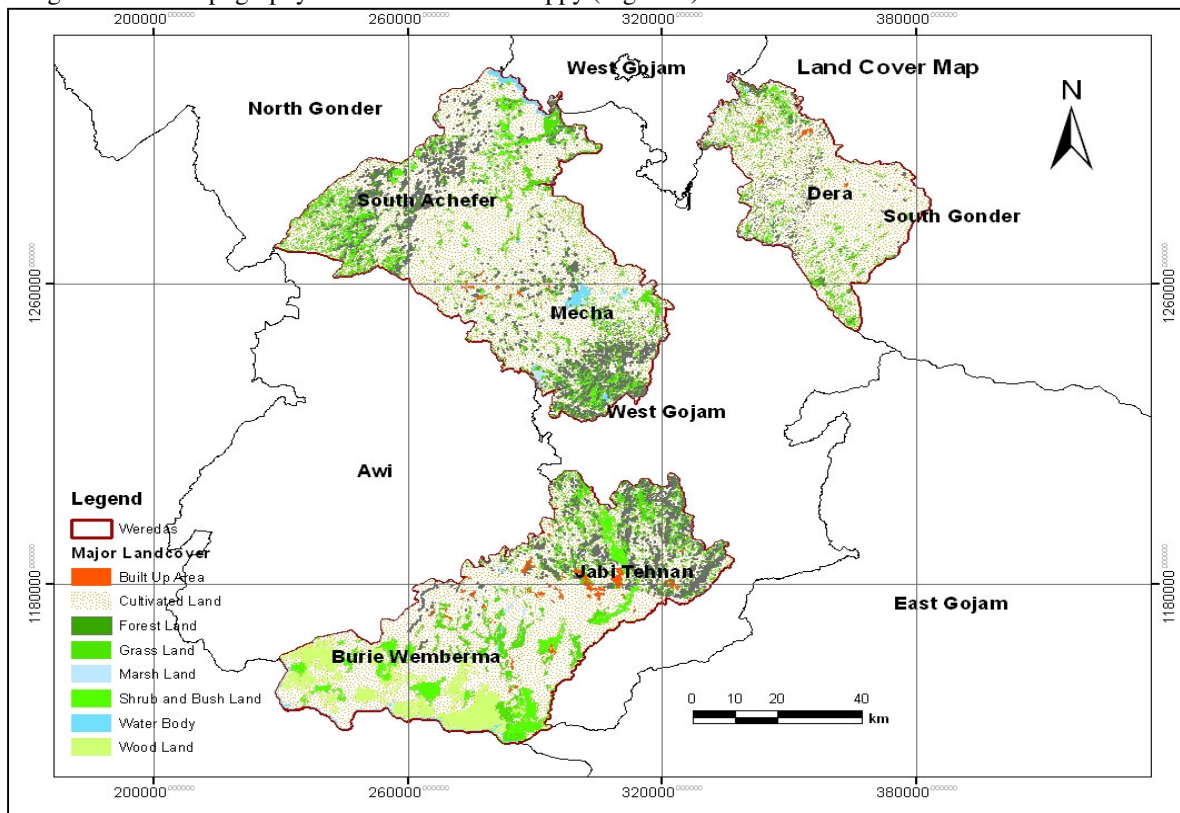 200000
260000
320000
380000
West Gojam
Land Cover Map
North Gonder
N
South Achefer
Dera
South Gonder
1260000
1260000
Mecha
West Gojam
Awi
Legend
Weredas
Major Landcover
Built Up Area
Cultivated Land
Forest Land
Grass Land
Marsh Land
Shrub and Bush Land
Water Body
Wood Land
Jabi Tehnan
1180000
1180000
East Gojam
Burie Wemberma
0 10 20 40
km
200000
260000
320000
380000